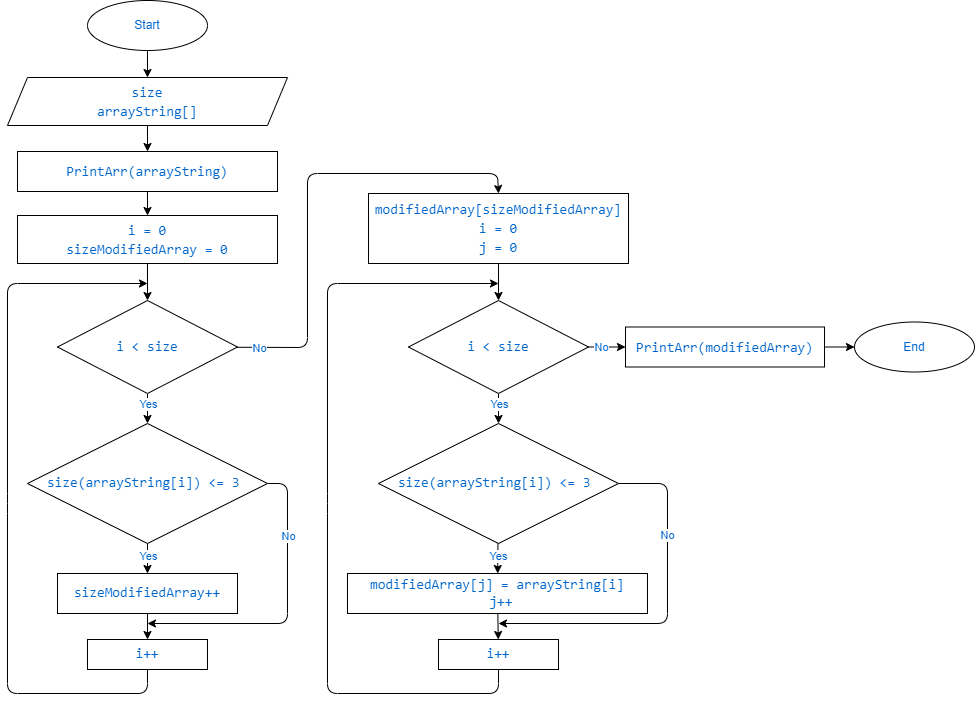 Start
size
arrayString[]
PrintArr(arrayString)
i = 0
sizeModifiedArray = 0
i < size
No
Yes
size(arrayString[i]) <= 3
No
Yes
sizeModifiedArray++
i++
modifiedArray[sizeModifiedArray]
i = 0
j = 0
i < size
No
Yes
size(arrayString[i]) <= 3
No
Yes
modifiedArray[j] = arrayString[i]
j++
i++
PrintArr(modifiedArray)
End